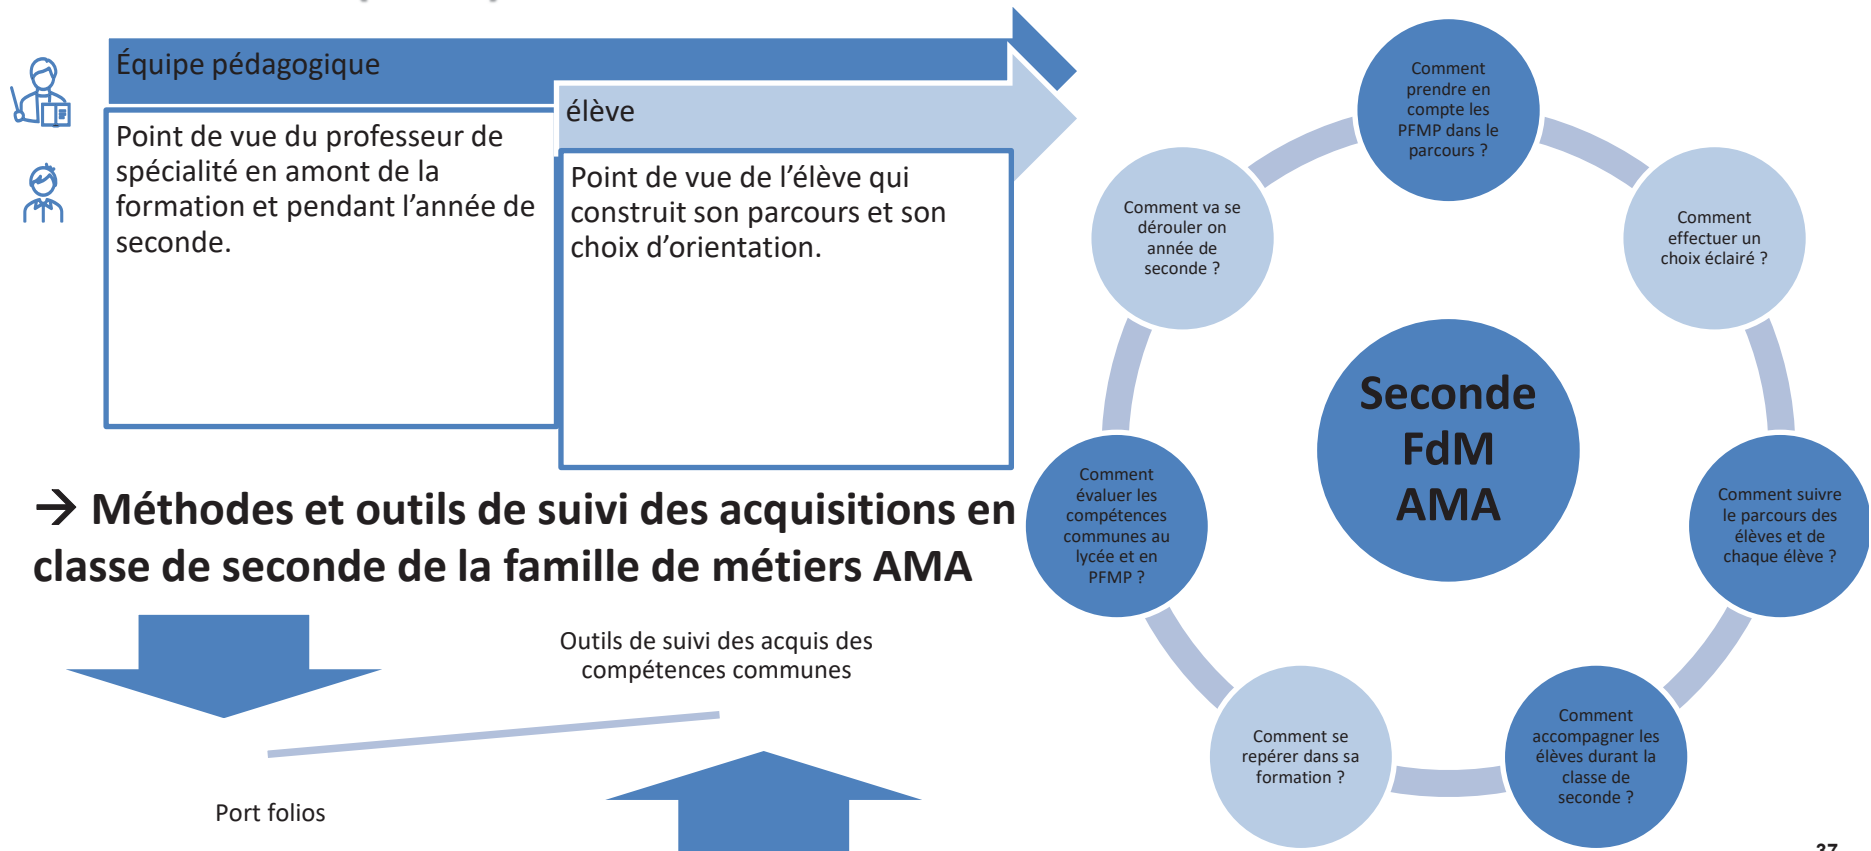 Équipe pédagogique
Point de vue du professeur de
spécialité en amont de la
formation et pendant l’année de
seconde.
élève
Point de vue de l’élève qui
construit son parcours et son
choix d’orientation.
→ Méthodes et outils de suivi des acquisitions en
classe de seconde de la famille de métiers AMA
Outils de suivi des acquis des
compétences communes
Port folios
Seconde
FdM
AMA
Comment
prendre en
compte les
PFMP dans le
parcours ?
Comment
effectuer un
choix éclairé ?
Comment suivre
le parcours des
élèves et de
chaque élève ?
Comment
accompagner les
élèves durant la
classe de
seconde ?
Comment se
repérer dans sa
formation ?
Comment
évaluer les
compétences
communes au
lycée et en
PFMP ?
Comment va se
dérouler on
année de
seconde ?
37